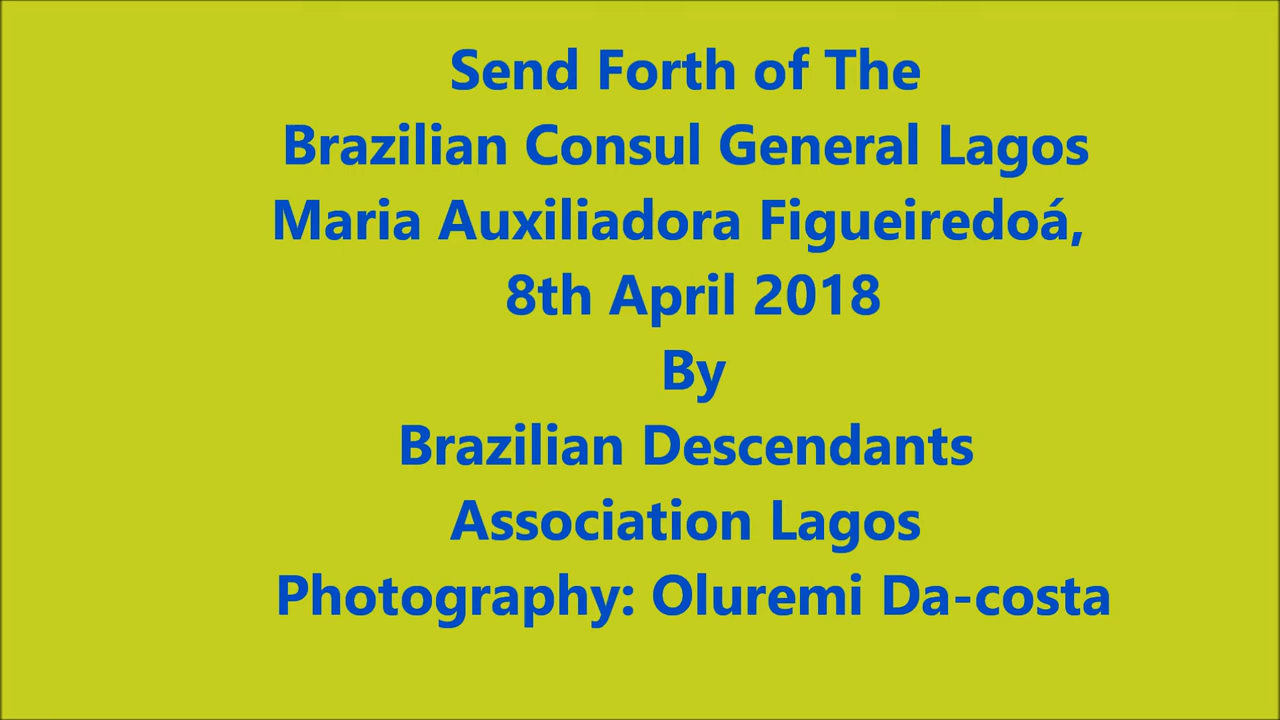 Send Forth of The
Brazilian Consul General Lagos
Maria Auxiliadora Figueiredoá,
8th April 2018
By
Brazilian Descendants
Association Lagos
Photography: Oluremi Da-costa